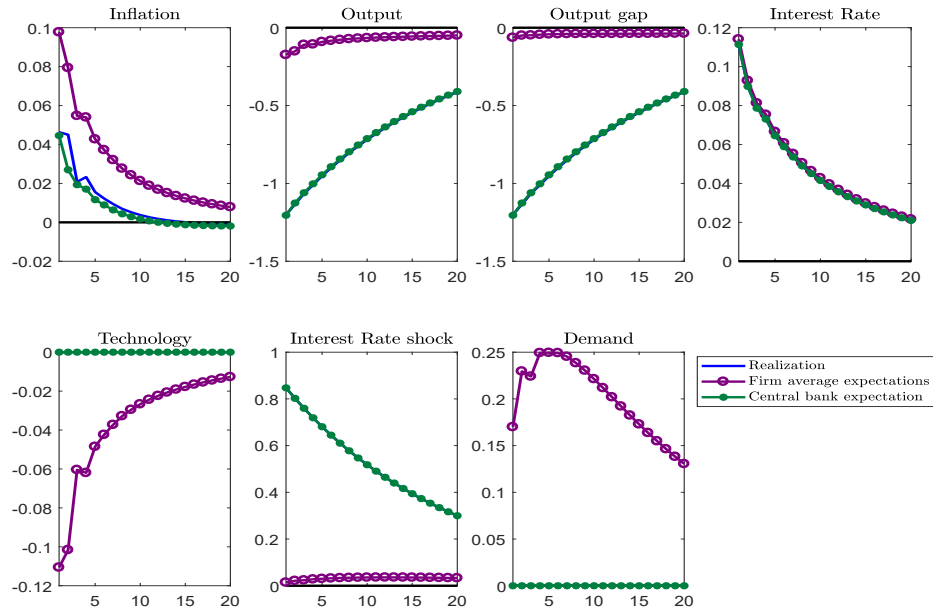 Inflation
0.1
0.08
0.06
0.04
0.02
0
-0.02
5 10 15 20
Output
0
-0.5
-1
-1.5
5 10 15 20
Output gap
0
-0.5
-1
-1.5
5 10 15 20
Interest Rate
0.12
0.1
0.08
0.06
0.04
0.02
0
5 10 15 20
Technology
0
-0.02
-0.04
-0.06
-0.08
-0.1
-0.12
5 10 15 20
Interest Rate shock
1
0.8
0.6
0.4
0.2
0
5 10 15 20
Demand
0.25
0.2
0.15
0.1
0.05
0
5 10 15 20
Realization
Firm average expectations
Central bank expectation